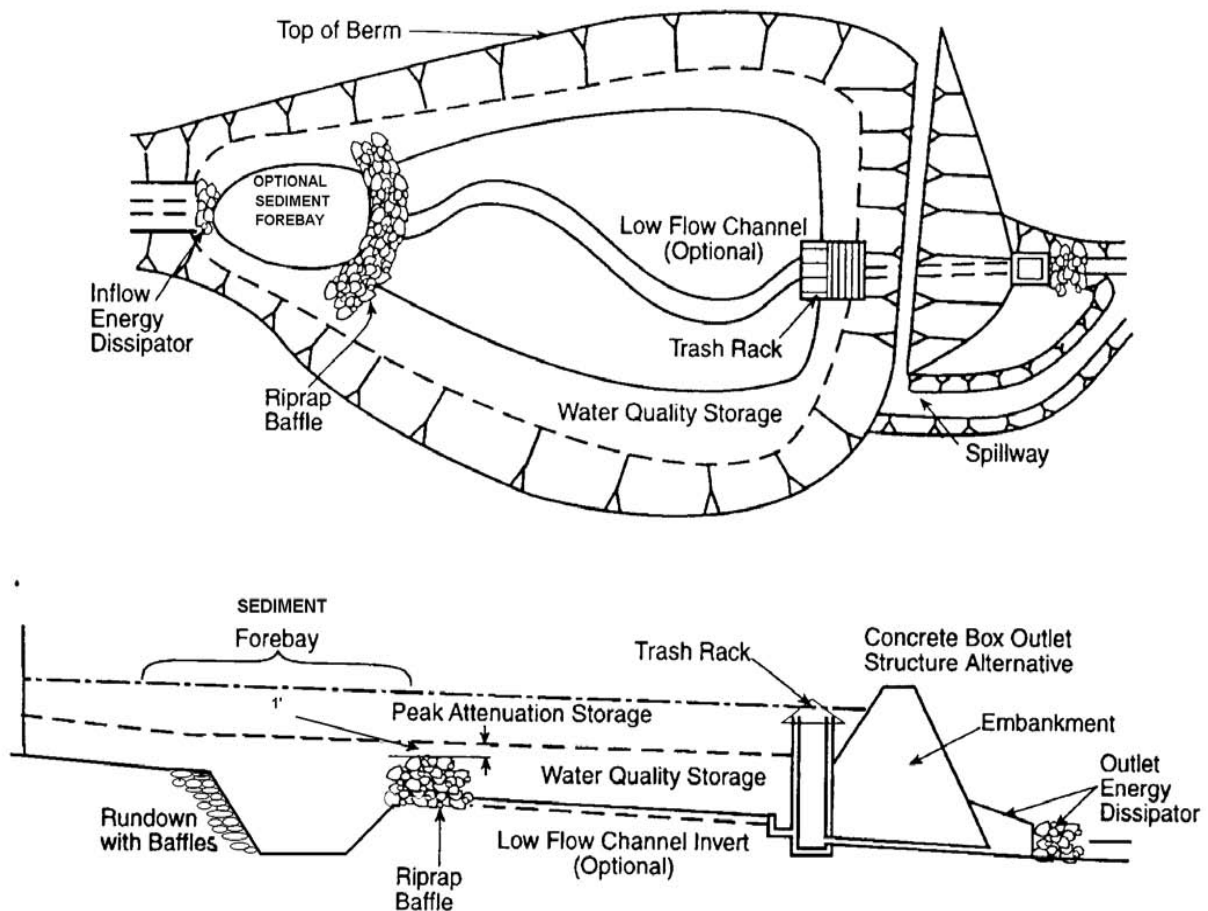 Top of Berm
OPTIONAL
SEDIMENT
FOREBAY
Low Flow Channel
(Optional)
Inflow
Energy
Dissipator
Trash Rack
Riprap
Baffle
Water Quality Storage
Spillway
SEDIMENT
Forebay
Trash Rack
Concrete Box Outlet
Structure Alternative
1'
Peak Attenuation Storage
Embankment
Water Quality Storage
Outlet
Energy
Dissipator
Rundown
with Baffles
Low Flow Channel Invert
(Optional)
Riprap
Baffle